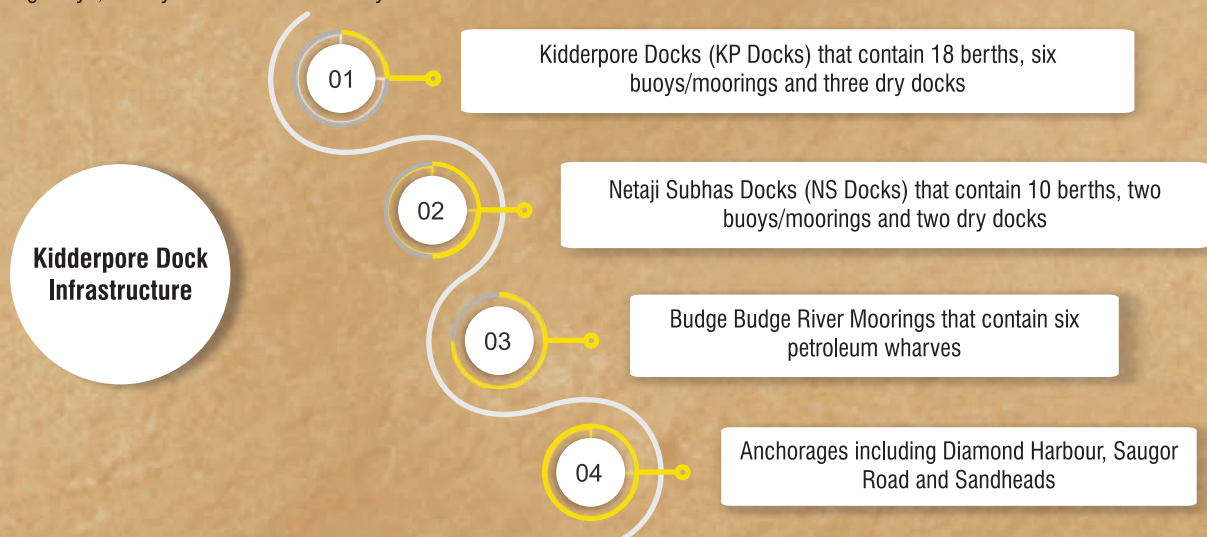 Kidderpore Dock
Infrastructure
01
Kidderpore Docks (KP Docks) that contain 18 berths, six
buoys/moorings and three dry docks
02
Netaji Subhas Docks (NS Docks) that contain 10 berths, two
buoys/moorings and two dry docks
03
Budge Budge River Moorings that contain six
petroleum wharves
04
Anchorages including Diamond Harbour, Saugor
Road and Sandheads